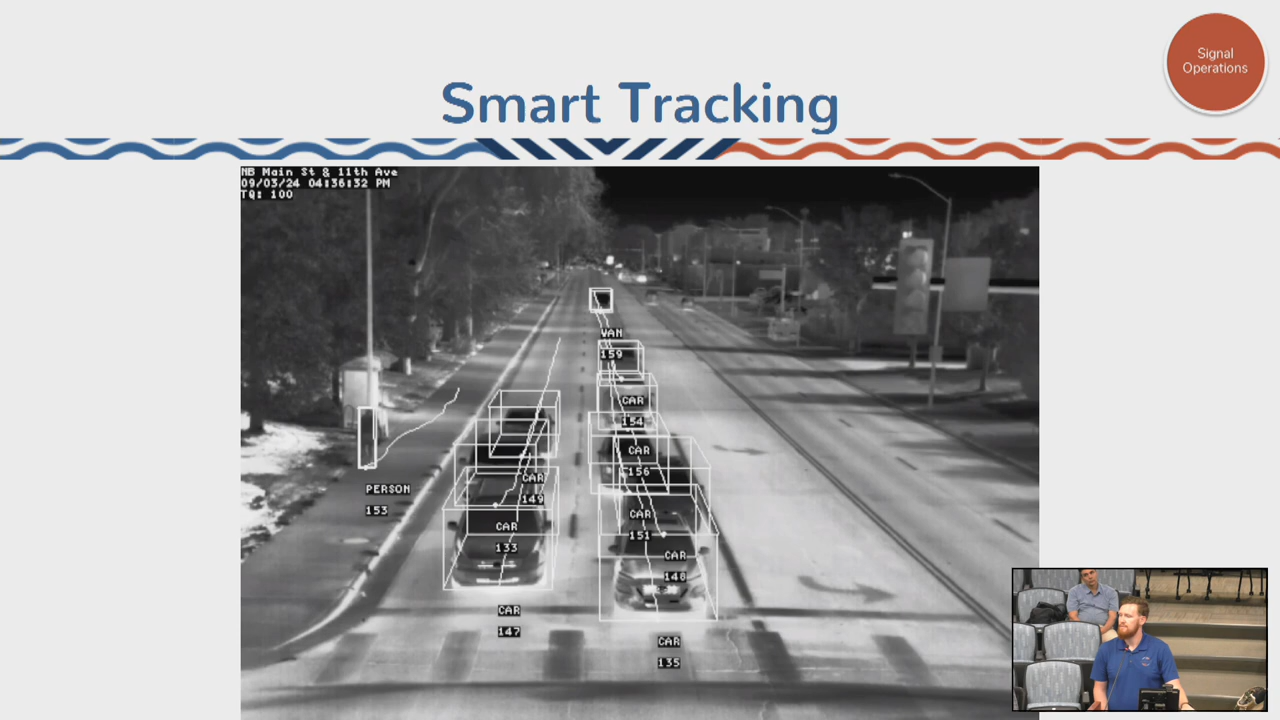 Signal
Operations
Smart Tracking
NB Main St & 11th Ave
09/03/24 04:36:32 PM
TQ: 100
VAN
159
CAR
154
CAR
156
CAR
149
PERSON
153
CAR
151
CAR
133
CAR
148
CAR
147
CAR
135